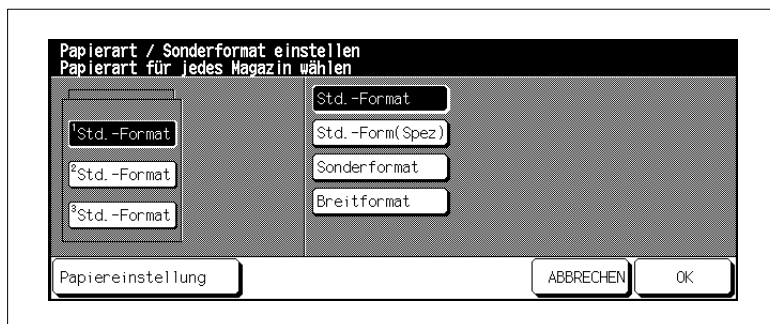 Papierart / Sonderformat einstellen
Papierart für jedes Magazin wählen
1Std.-Format
2Std.-Format
3Std.-Format
Std.-Format
Std.-Form(Spez)
Sonderformat
Breitformat
Papiereinstellung
ABBRECHEN
OK